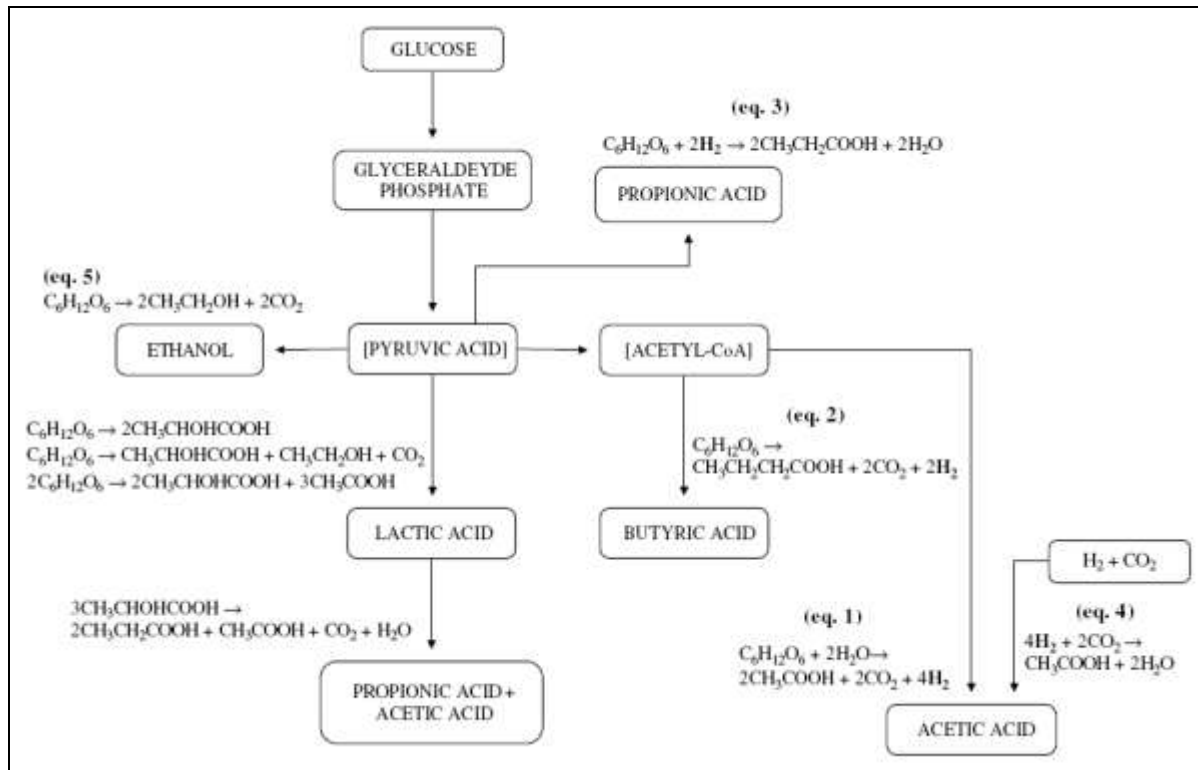 GLUCOSE
(eq. 3)
C₆H₁₂O₆ + 2H₂ → 2CH₃CH₂COOH + 2H₂O
GLYCERALDEYDE
PHOSPHATE
PROPIONIC ACID
(eq. 5)
C₆H₁₂O₆ → 2CH₃CH₂OH + 2CO₂
ETHANOL
[PYRUVIC ACID]
[ACETYL-CoA]
(eq. 2)
C₆H₁₂O₆ →
CH₃CH₂CH₂COOH + 2CO₂ + 2H₂
C₆H₁₂O₆ → 2CH₃CHOHCOOH
C₆H₁₂O₆ → CH₃CHOHCOOH + CH₃CH₂OH + CO₂
2C₆H₁₂O₆ → 2CH₃CHOHCOOH + 3CH₃COOH
LACTIC ACID
BUTYRIC ACID
H₂ + CO₂
3CH₃CHOHCOOH →
2CH₃CH₂COOH + CH₃COOH + CO₂ + H₂O
(eq. 1)
C₆H₁₂O₆ + 2H₂O→
2CH₃COOH + 2CO₂ + 4H₂
(eq. 4)
4H₂ + 2CO₂→
CH₃COOH + 2H₂O
PROPIONIC ACID +
ACETIC ACID
ACETIC ACID